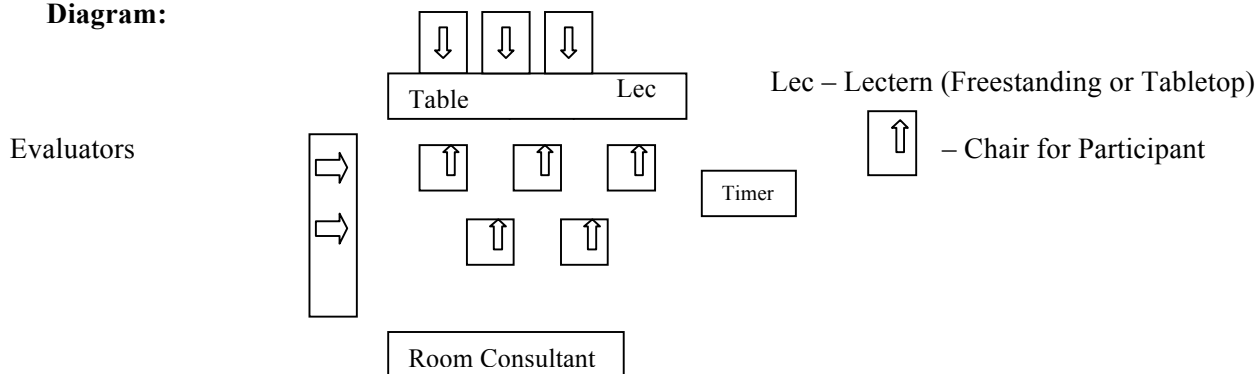 Diagram:
Table
Lec
Lec – Lectern (Freestanding or Tabletop)
Evaluators
– Chair for Participant
Timer
Room Consultant